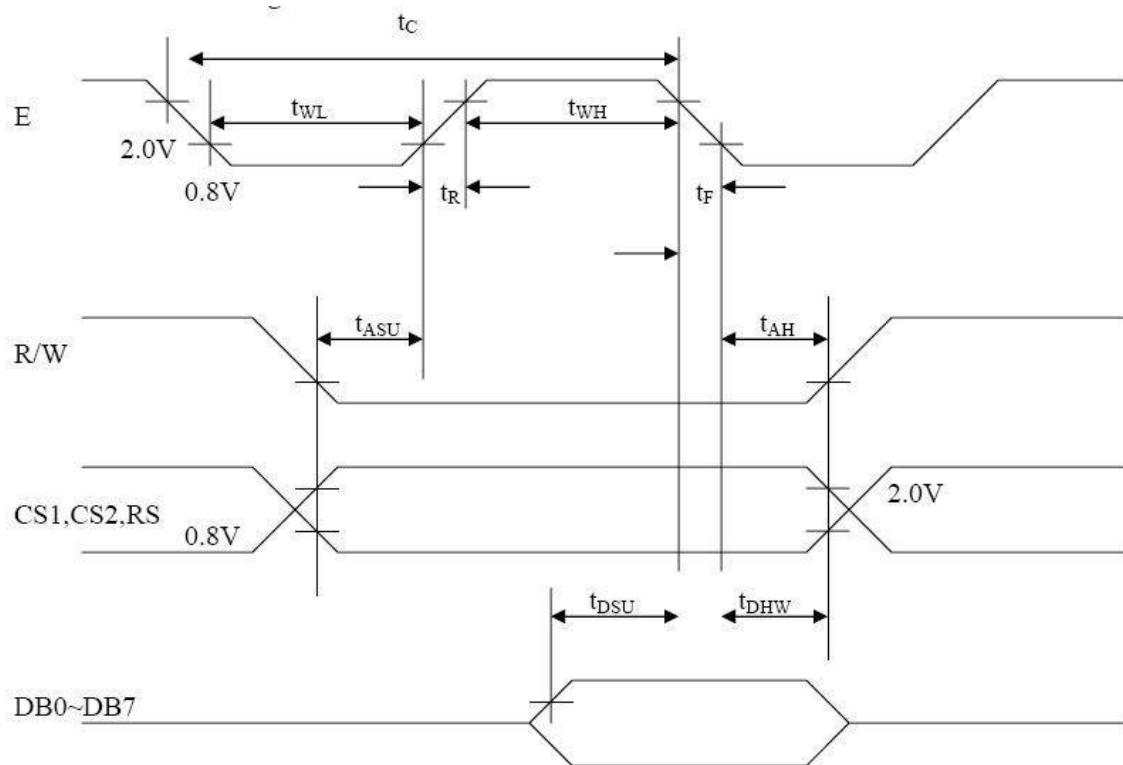 tC
E
tWL
tWH
2.0V
0.8V
tR
tF
tASU
tAH
R/W
CS1,CS2,RS
0.8V
2.0V
tDSU
tDHW
DB0~DB7